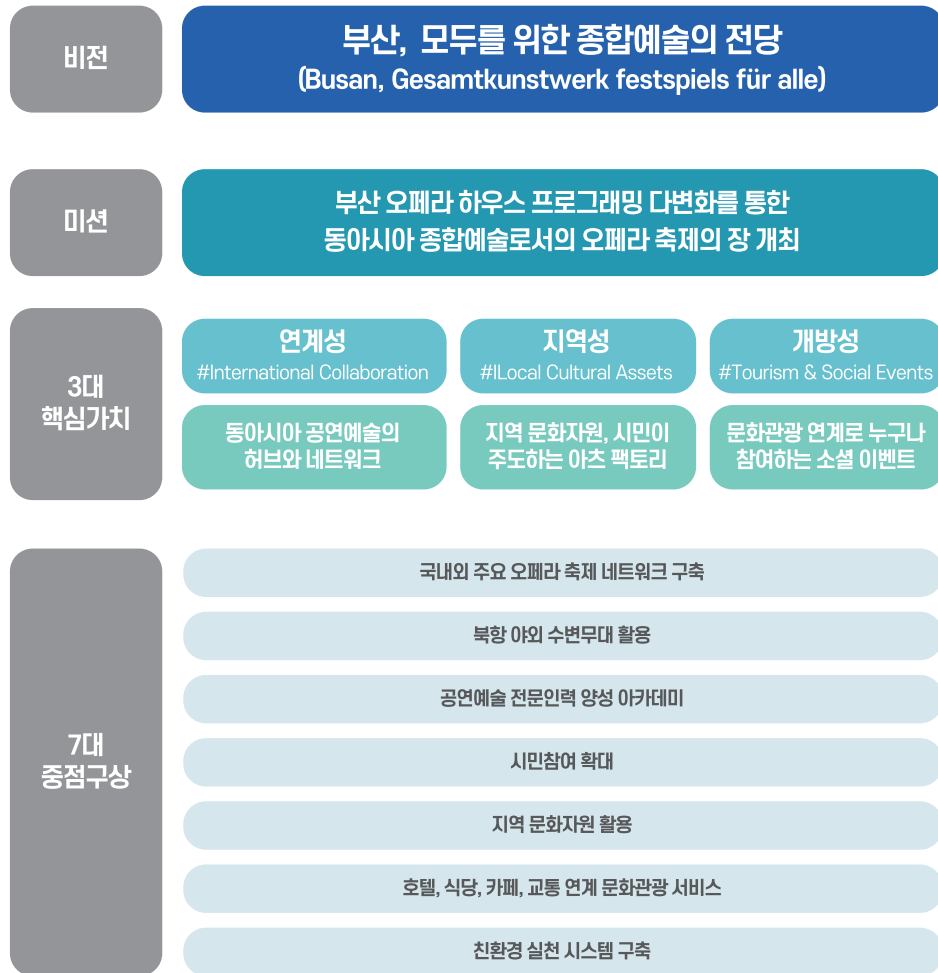 비전
부산, 모두를 위한 종합예술의 전당
(Busan, Gesamtkunstwerk festspiels für alle)
미션
부산 오페라 하우스 프로그래밍 다변화를 통한
동아시아 종합예술로서의 오페라 축제의 장 개최
3대
핵심가치
연계성
#International Collaboration
지역성
#ILocal Cultural Assets
개방성
#Tourism & Social Events
동아시아 공연예술의
허브와 네트워크
지역 문화자원, 시민이
주도하는 아츠 팩토리
문화관광 연계로 누구나
참여하는 소셜 이벤트
7대
중점구상
국내외 주요 오페라 축제 네트워크 구축
북항 야외 수변무대 활용
공연예술 전문인력 양성 아카데미
시민참여 확대
지역 문화자원 활용
호텔, 식당, 카페, 교통 연계 문화관광 서비스
친환경 실천 시스템 구축